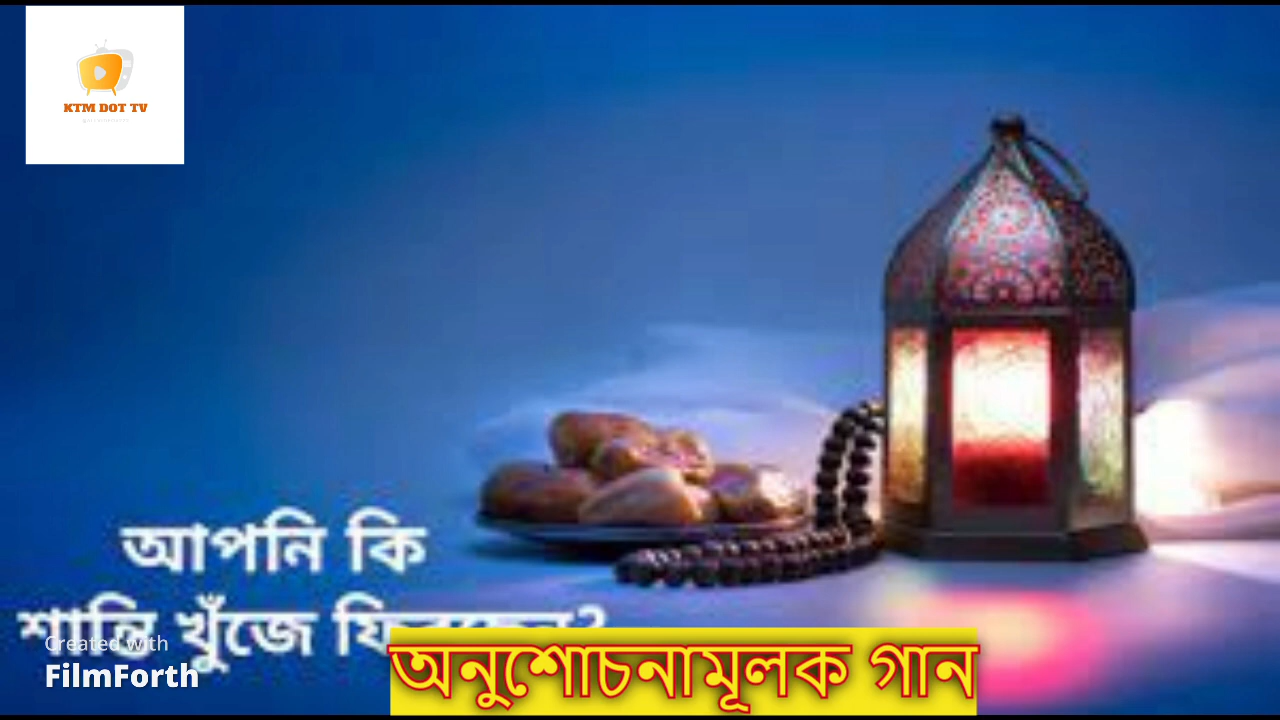 KTM DOT TV
আপনি কি
শান্তি খুঁজে
Created with
FilmForth
অনুশোচনামূলক গান